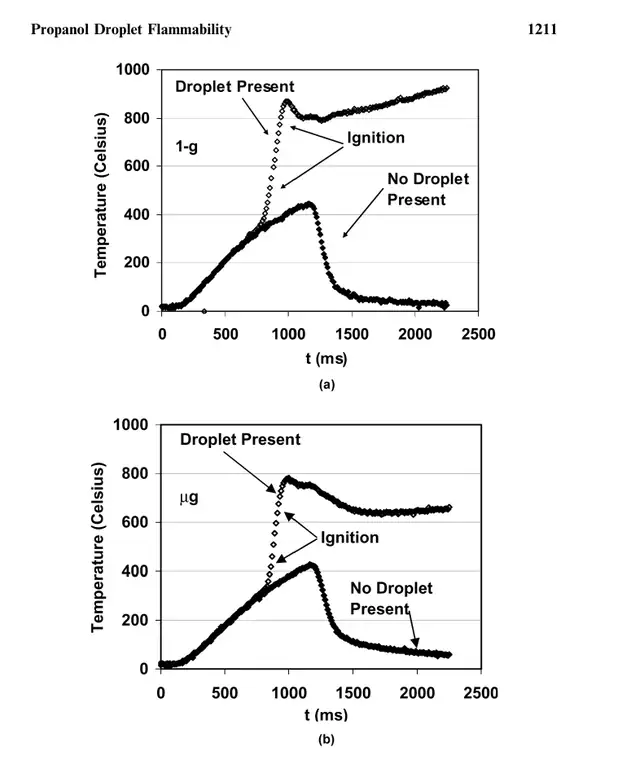 Propanol Droplet Flammability 1211
1000
Droplet Present
800
Ignition
1-g
600
No Droplet
Present
400
200
0
0 500 1000 1500 2000 2500
Temperature (Celsius)
t (ms)
(a)
1000
Droplet Present
800
μg
600
Ignition
400
No Droplet
Present
200
0
0 500 1000 1500 2000 2500
Temperature (Celsius)
t (ms)
(b)